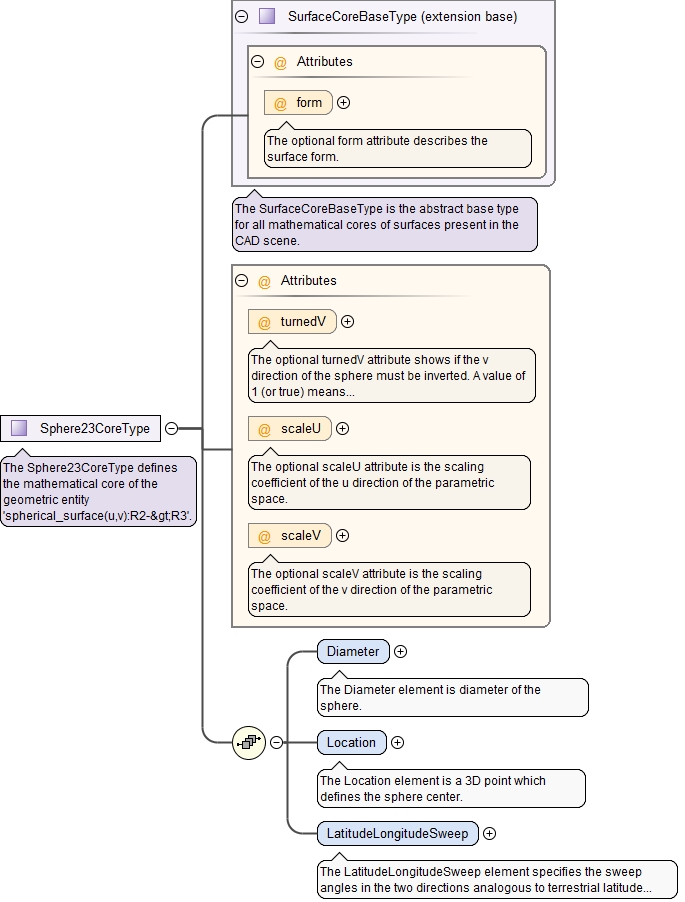 SurfaceCoreBaseType (extension base)
@ Attributes
@ form
The optional form attribute describes the
surface form.
The SurfaceCoreBaseType is the abstract base type
for all mathematical cores of surfaces present in the
CAD scene.
@ Attributes
@ turnedV
The optional turnedV attribute shows if the v
direction of the sphere must be inverted. A value of
1 (or true) means...
@ scaleU
The optional scaleU attribute is the scaling
coefficient of the u direction of the parametric
space.
@ scaleV
The optional scaleV attribute is the scaling
coefficient of the v direction of the parametric
space.
Sphere23CoreType
The Sphere23CoreType defines
the mathematical core of the
geometric entity
'spherical_surface(u,v):R2-&gt;R3'.
Diameter
The Diameter element is diameter of the
sphere.
Location
The Location element is a 3D point which
defines the sphere center.
LatitudeLongitudeSweep
The LatitudeLongitudeSweep element specifies the sweep
angles in the two directions analogous to terrestrial latitude...